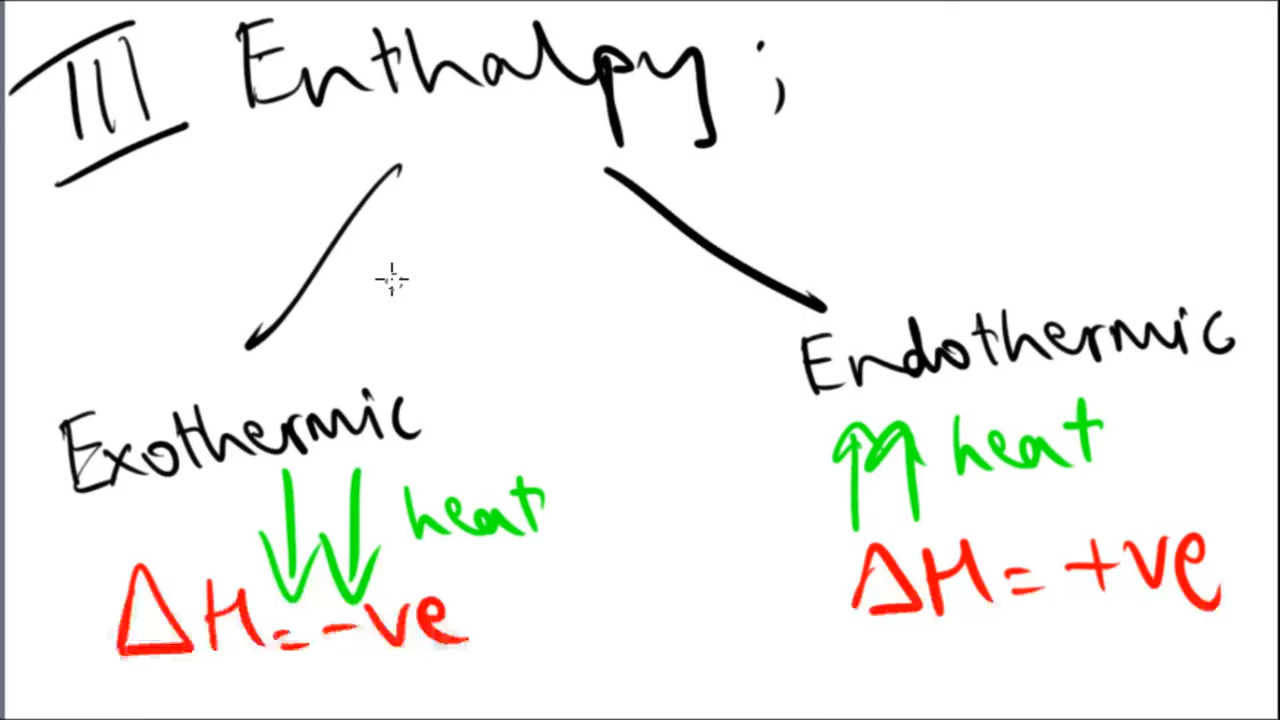 III Enthalpy ;
Endothermic
Exothermic
heat
heat
ΔH = +ve
ΔH = -ve